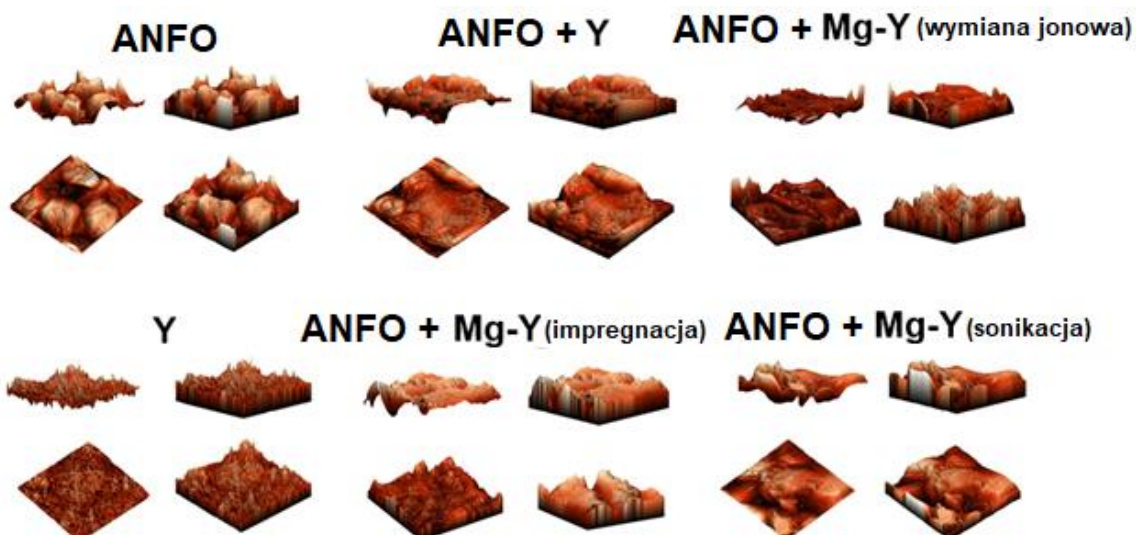 ANFO
ANFO + Y
ANFO + Mg-Y (wymiana jonowa)
Y
ANFO + Mg-Y (impregnacja)
ANFO + Mg-Y (sonikacja)